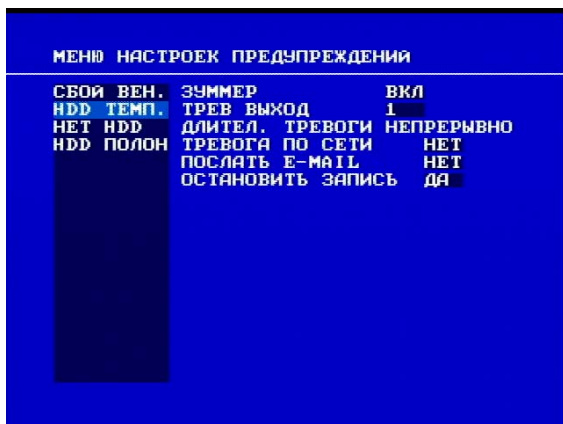 МЕНЮ НАСТРОЕК ПРЕДУПРЕЖДЕНИЙ
СБОЙ ВЕН. ЗУММЕР ВКЛ
HDD ТЕМП. ТРЕВ ВЫХОД 1
НЕТ HDD ДЛИТЕЛ. ТРЕВОГИ НЕПРЕРЫВНО
HDD ПОЛОН ТРЕВОГА ПО СЕТИ НЕТ
ПОСЛАТЬ E-MAIL НЕТ
ОСТАНОВИТЬ ЗАПИСЬ ДА